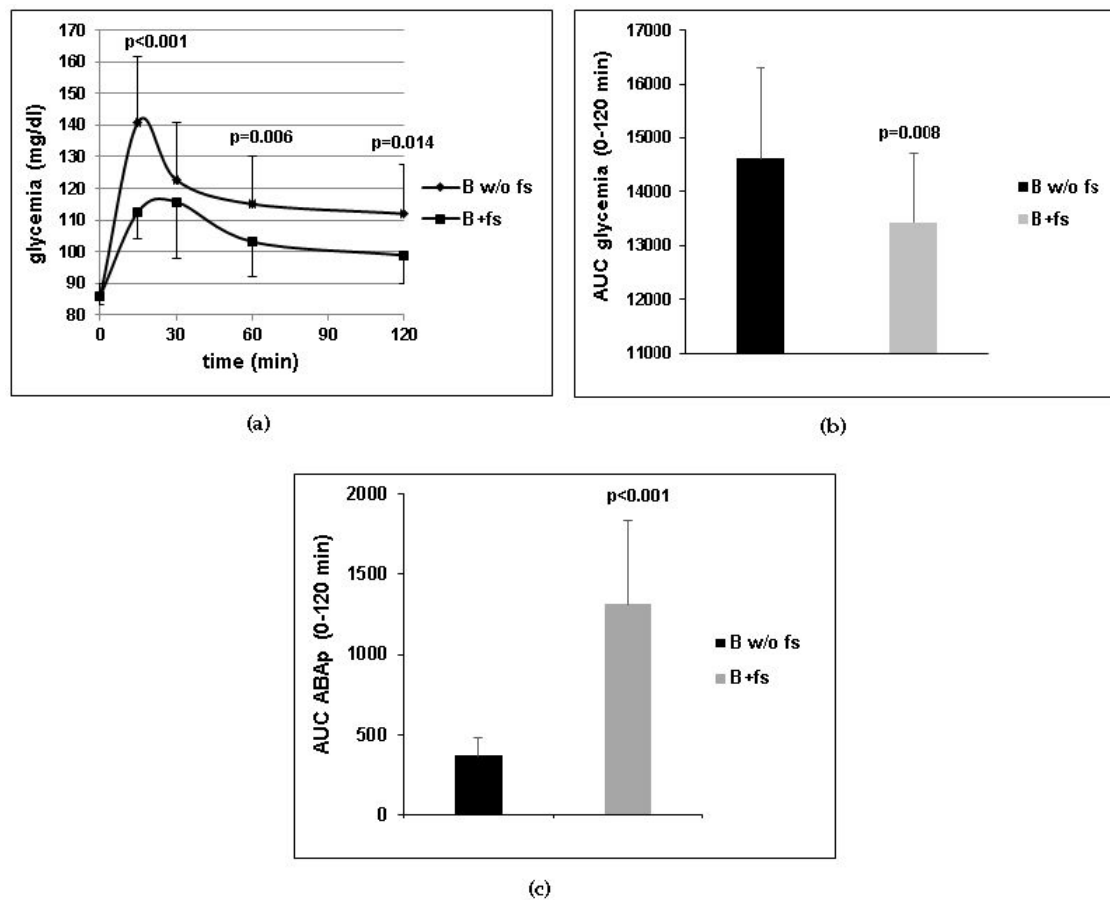 170
160
150
140
130
120
110
100
90
80
glycemia (mg/dl)
p<0.001
p=0.006
p=0.014
B w/o fs
B+fs
0
30
60
90
120
time (min)
(a)
17000
16000
15000
14000
13000
12000
11000
AUC glycemia (0-120 min)
p=0.008
B w/o fs
B+fs
(b)
2000
1500
1000
500
0
AUC ABAp (0-120 min)
p<0.001
B w/o fs
B+fs
(c)